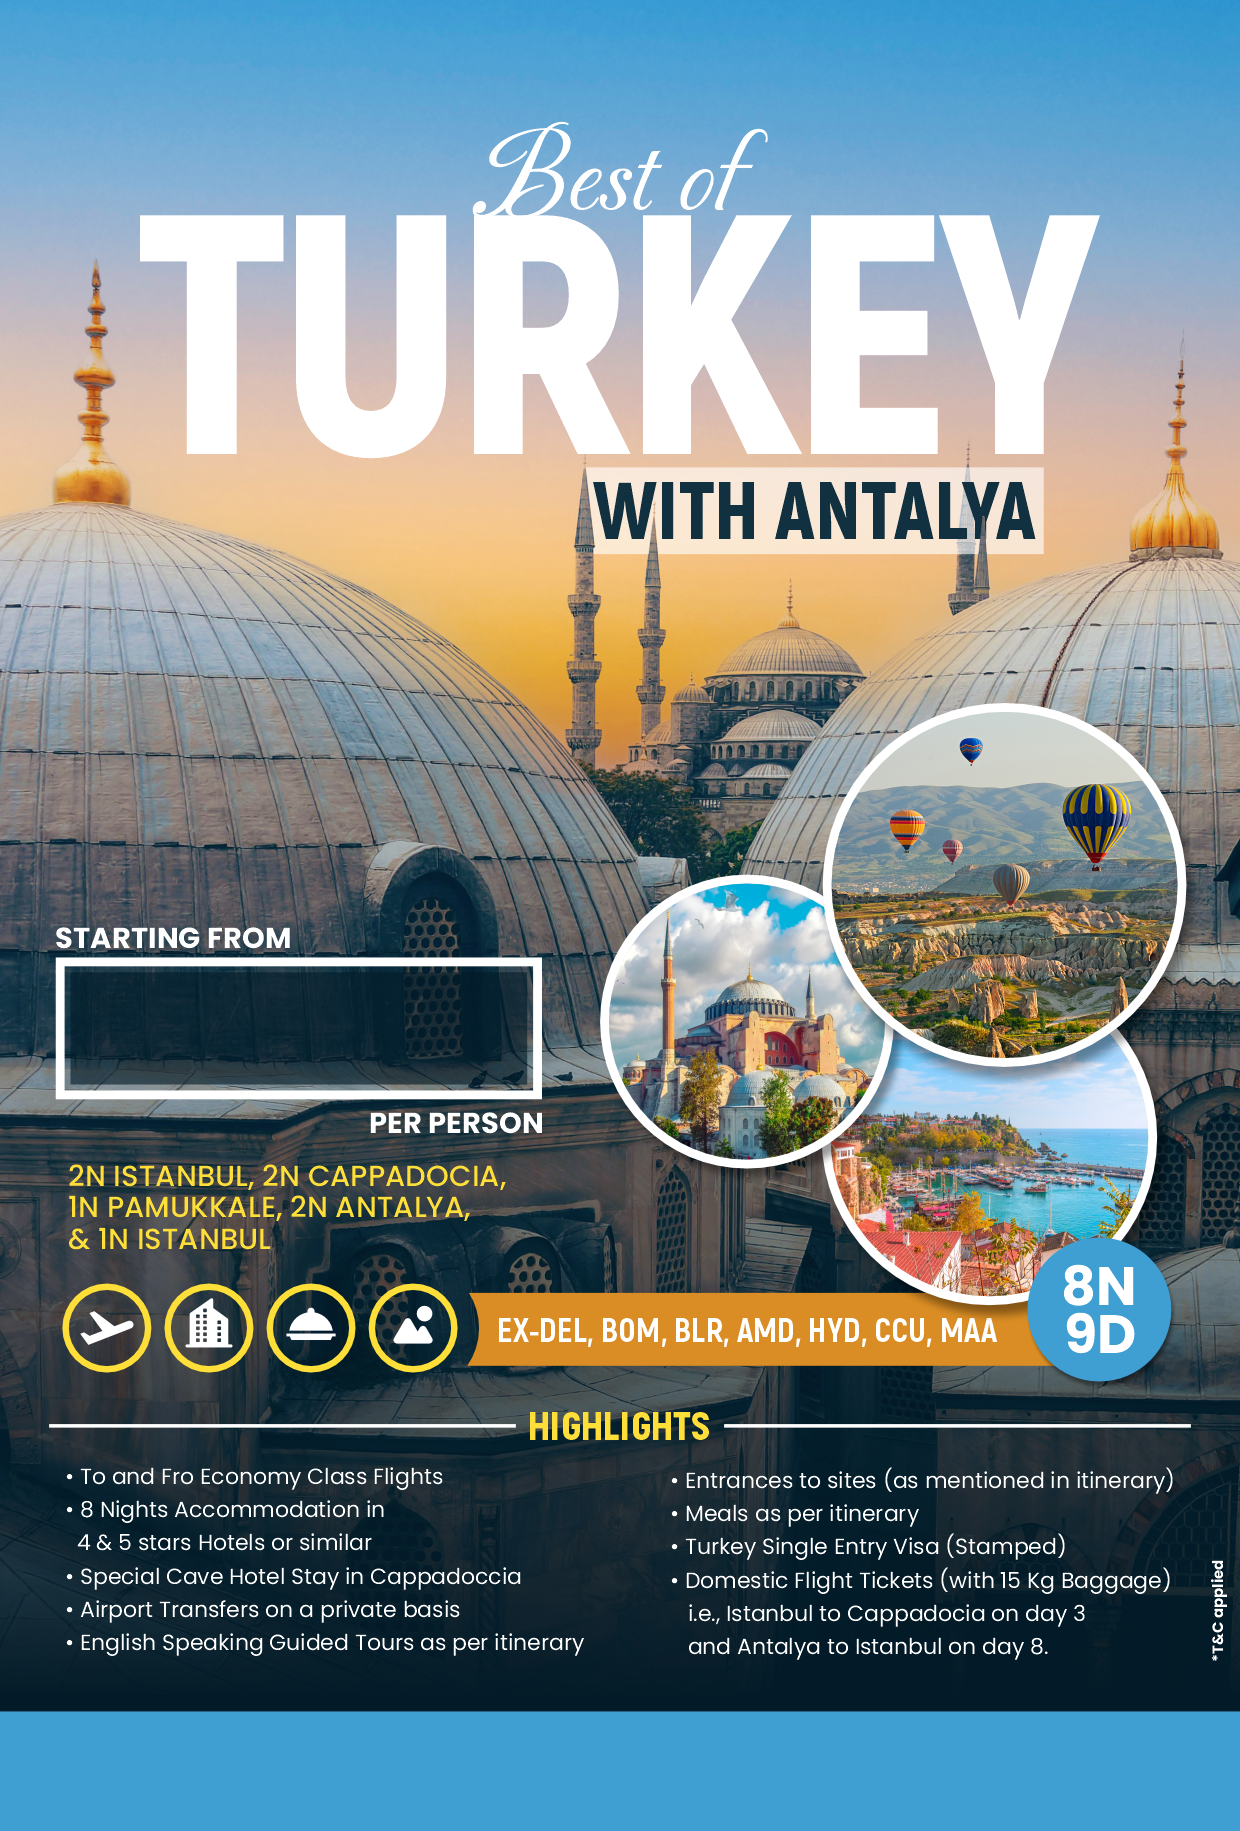 Best of
TURKEY
WITH ANTALYA
STARTING FROM
PER PERSON
2N ISTANBUL, 2N CAPPADOCIA,
1N PAMUKKALE, 2N ANTALYA,
& 1N ISTANBUL
EX-DEL, BOM, BLR, AMD, HYD, CCU, MAA
8N
9D
HIGHLIGHTS
• To and Fro Economy Class Flights
• 8 Nights Accommodation in
4 & 5 stars Hotels or similar
• Special Cave Hotel Stay in Cappadoccia
• Airport Transfers on a private basis
• English Speaking Guided Tours as per itinerary
• Entrances to sites (as mentioned in itinerary)
• Meals as per itinerary
• Turkey Single Entry Visa (Stamped)
• Domestic Flight Tickets (with 15 Kg Baggage)
i.e., Istanbul to Cappadocia on day 3
and Antalya to Istanbul on day 8.
*T&C applied